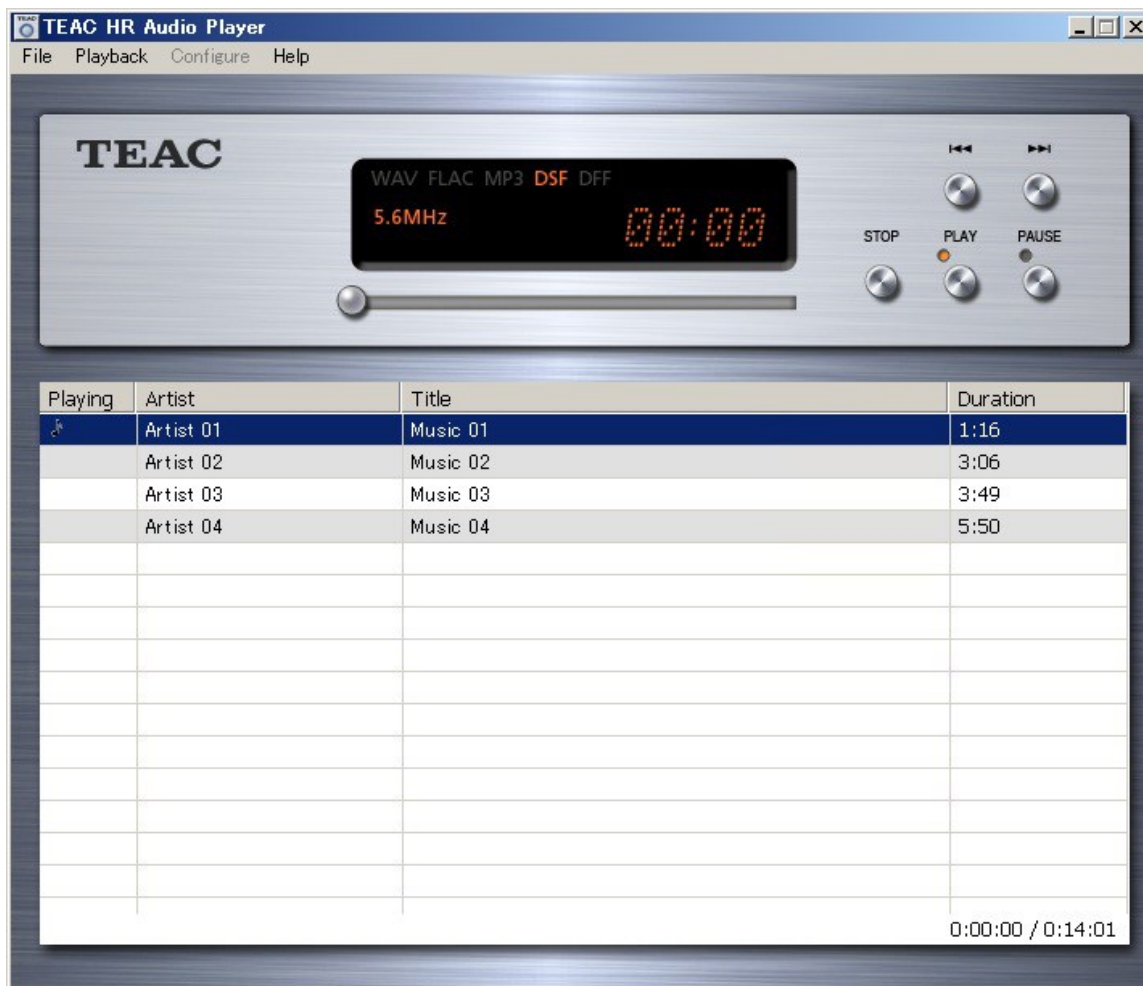 TEAC HR Audio Player
File Playback Configure Help
TEAC
WAV FLAC MP3 DSF DFF
5.6MHz 00:00
STOP PLAY PAUSE
Playing Artist Title Duration
Artist 01 Music 01 1:16
Artist 02 Music 02 3:06
Artist 03 Music 03 3:49
Artist 04 Music 04 5:50
0:00:00 / 0:14:01